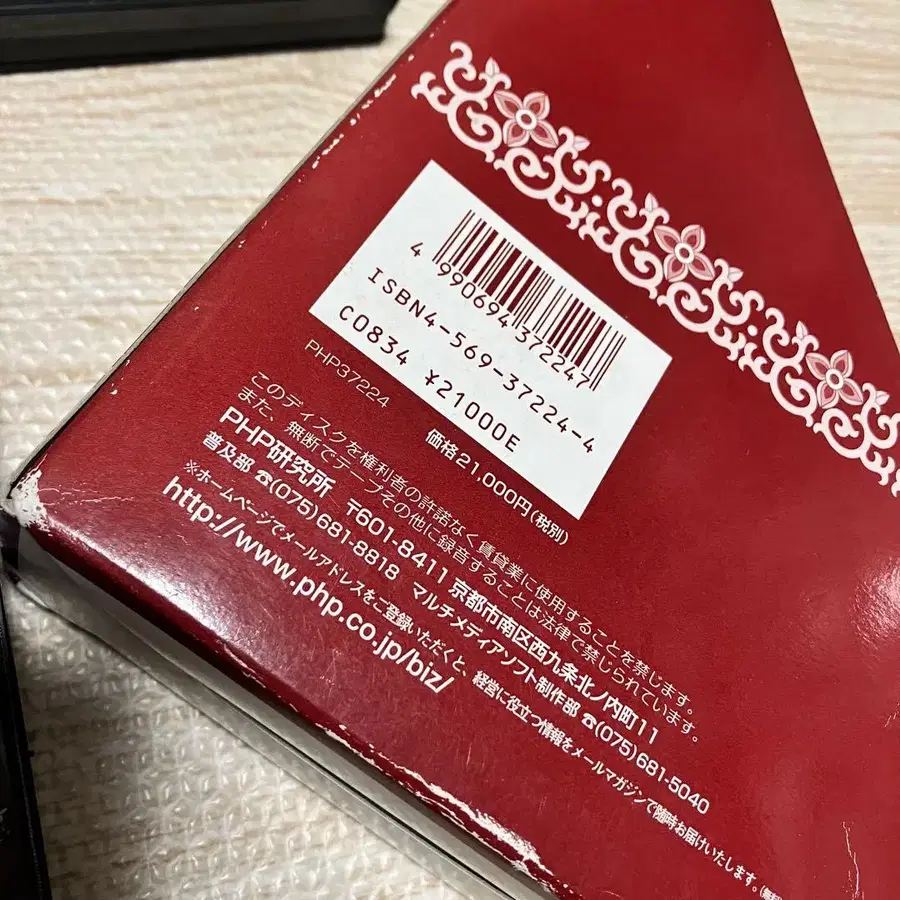 4 990694 372247
ISBN4-569-37224-4
C0834 ¥21000E
PHP37224
価格21,000円(税別)
このディスクを権利者の許諾なく賃貸業に使用することを禁じます。
また、無断でテープその他に録音することは法律で禁じられています。
PHP研究所 〒601-8411 京都市南区西九条北ノ内町11
普及部 ☎(075)681-8818 マルチメディアソフト制作部 ☎(075)681-5040
※ホームページでメールアドレスをご登録いただくと、経営に役立つ情報をメールマガジンで随時お届けいたします。(無料
http://www.php.co.jp/biz/